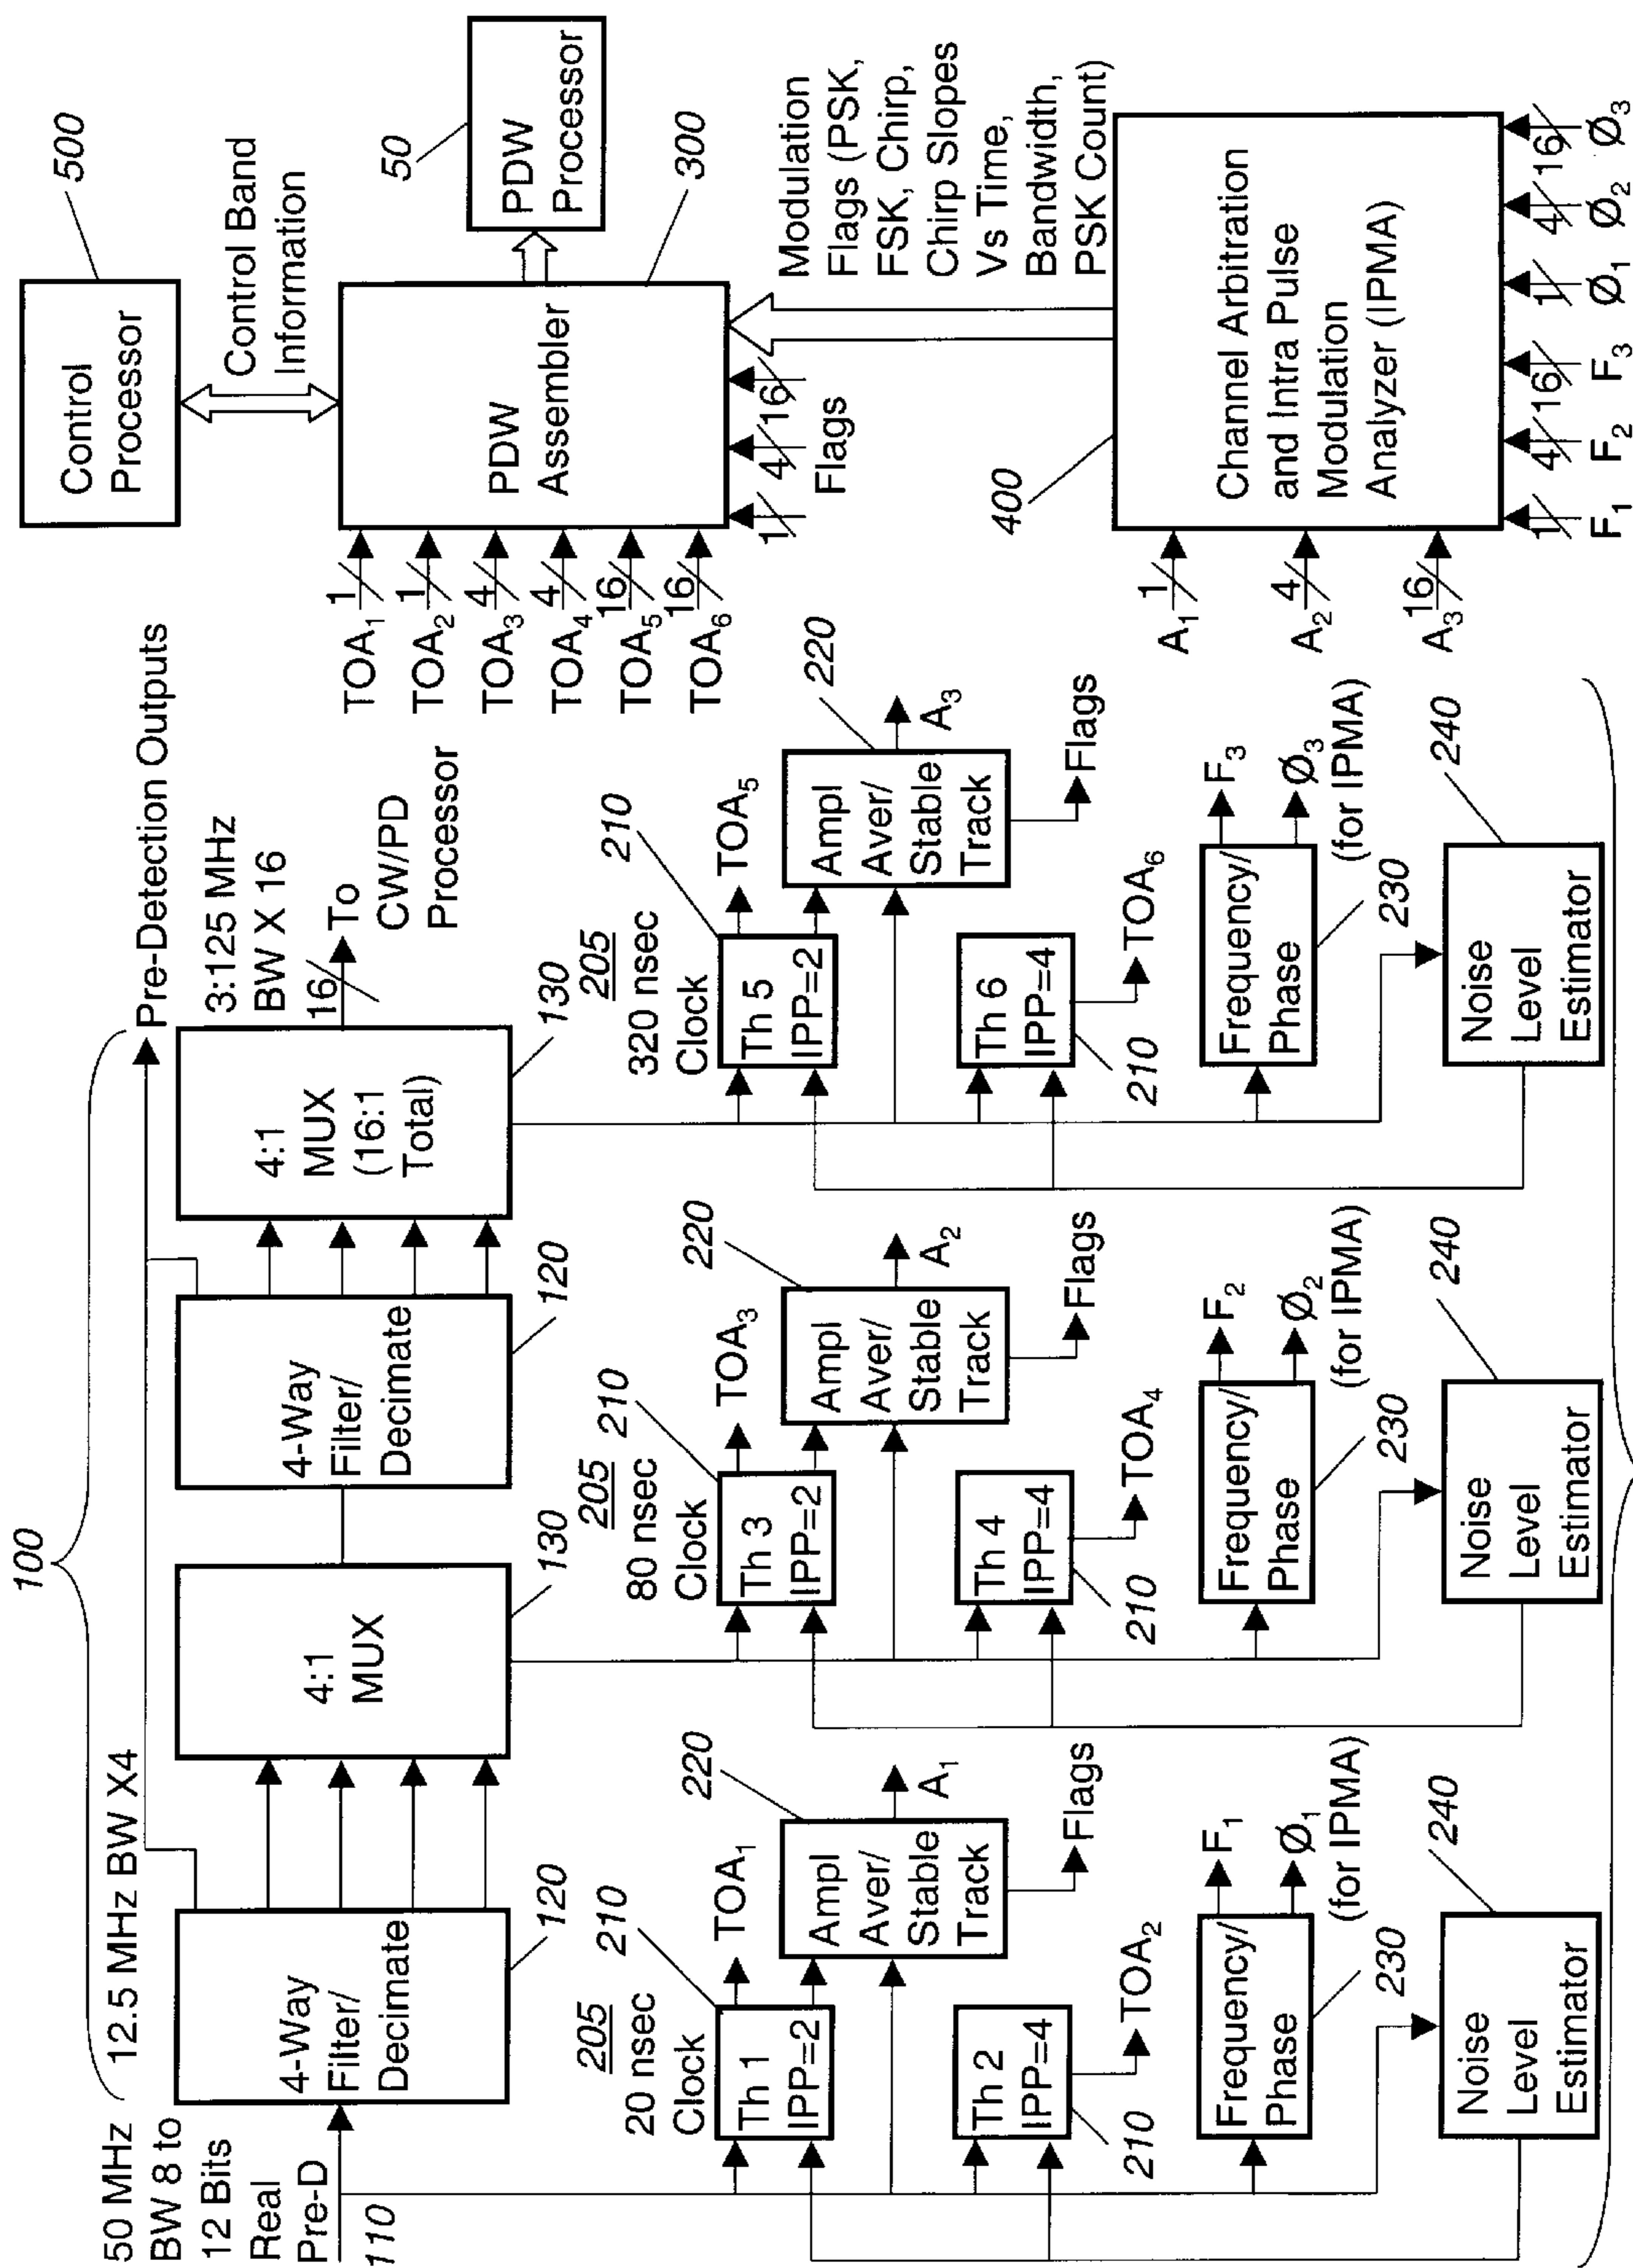 100
50 MHz
BW 8 to
12 Bits
Real
Pre-D
110
12.5 MHz BW X4
4-Way
Filter/
Decimate
120
4:1
MUX
130
4-Way
Filter/
Decimate
120
4:1
MUX
(16:1
Total)
130
Pre-Detection Outputs
3:125 MHz
BW X 16
16
To
CW/PD
Processor
205
20 nsec
Clock
210
Th 1
IPP=2
TOA1
220
Ampl
Aver/
Stable
Track
A1
Flags
Th 2
IPP=4
210
TOA2
Frequency/
Phase
F1
Ø1
(for IPMA)
230
240
Noise
Level
Estimator
205
80 nsec
Clock
210
Th 3
IPP=2
TOA3
220
Ampl
Aver/
Stable
Track
A2
Flags
Th 4
IPP=4
210
TOA4
Frequency/
Phase
F2
Ø2
(for IPMA)
230
240
Noise
Level
Estimator
205
320 nsec
Clock
210
Th 5
IPP=2
TOA5
220
Ampl
Aver/
Stable
Track
A3
Flags
Th 6
IPP=4
210
TOA6
Frequency/
Phase
F3
Ø3
(for IPMA)
230
240
Noise
Level
Estimator
500
Control
Processor
Control Band
Information
50
PDW
Processor
300
PDW
Assembler
TOA1 1
TOA2 1
TOA3 4
TOA4 4
TOA5 16
TOA6 16
1 4 16
Flags
Modulation
Flags (PSK,
FSK, Chirp,
Chirp Slopes
Vs Time,
Bandwidth,
PSK Count)
400
Channel Arbitration
and Intra Pulse
Modulation
Analyzer (IPMA)
A1 1
A2 4
A3 16
1 4 16 1 4 16
F1 F2 F3 Ø1 Ø2 Ø3